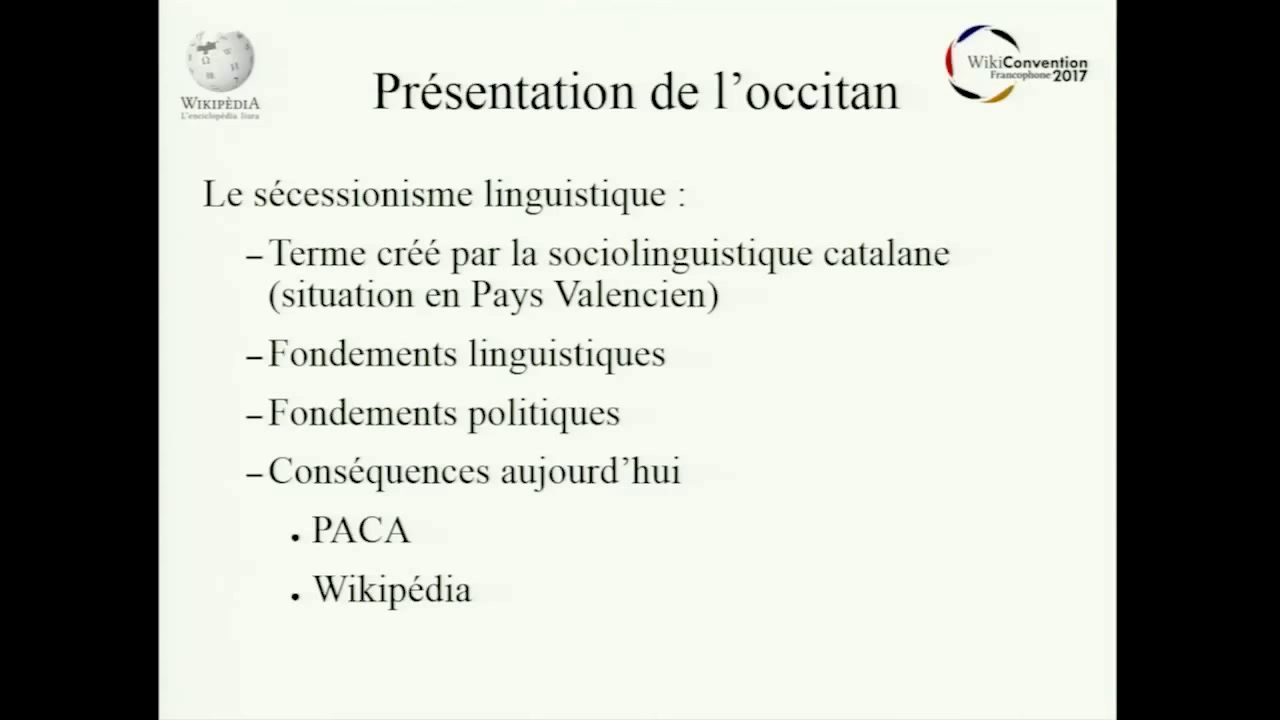 WIKIPÈDIA
L'enciclopèdia liura
WikiConvention
Francophone 2017
Présentation de l’occitan
Le sécessionisme linguistique :
– Terme créé par la sociolinguistique catalane
(situation en Pays Valencien)
– Fondements linguistiques
– Fondements politiques
– Conséquences aujourd’hui
• PACA
• Wikipédia